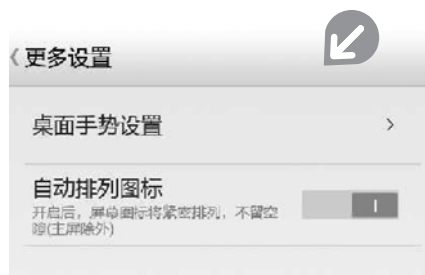 更多设置
桌面手势设置
自动排列图标
开启后，屏幕图标将紧密排列，不留空
隙(主屏除外)